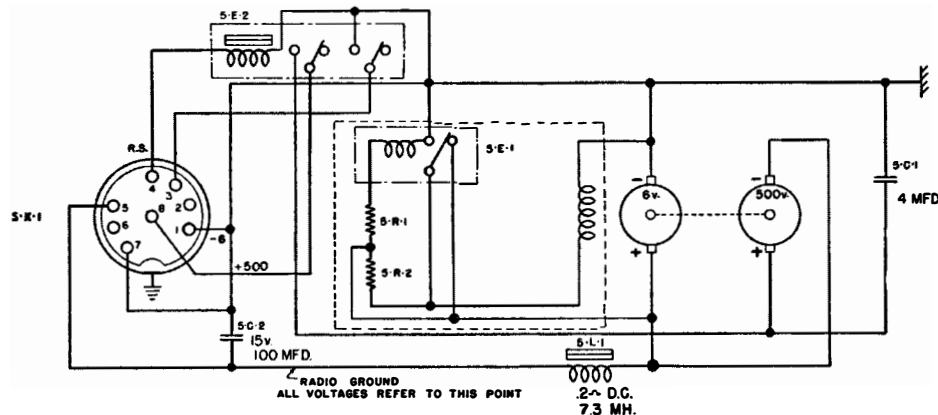 5-E-2
R.S.
4
3
5
8
2
6
1
7
-6
S-K-1
+500
5-E-1
5-R-1
5-R-2
-
6v.
+
-
500v.
+
5-C-1
4 MFD.
5-C-2
15v.
100 MFD.
5-L-1
.2~ D.C.
7.3 MH.
RADIO GROUND
ALL VOLTAGES REFER TO THIS POINT